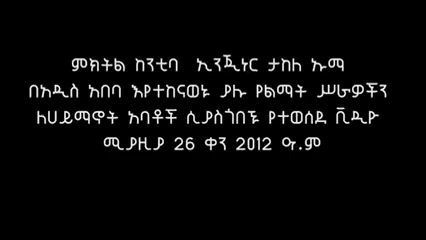 ምክትል ከንቲባ ኢንጂነር ታከለ ኡማ
በአዲስ አበባ እየተከናወኑ ያሉ የልማት ሥራዎችን
ለሀይማኖት አባቶች ሲያስጎበኙ የተወሰደ ቪዲዮ
ሚያዚያ 26 ቀን 2012 ዓ.ም